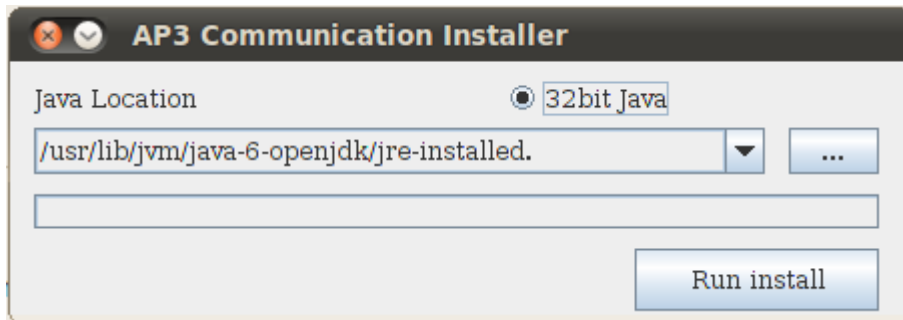 AP3 Communication Installer
Java Location 32bit Java
/usr/lib/jvm/java-6-openjdk/jre-installed.
...
Run install